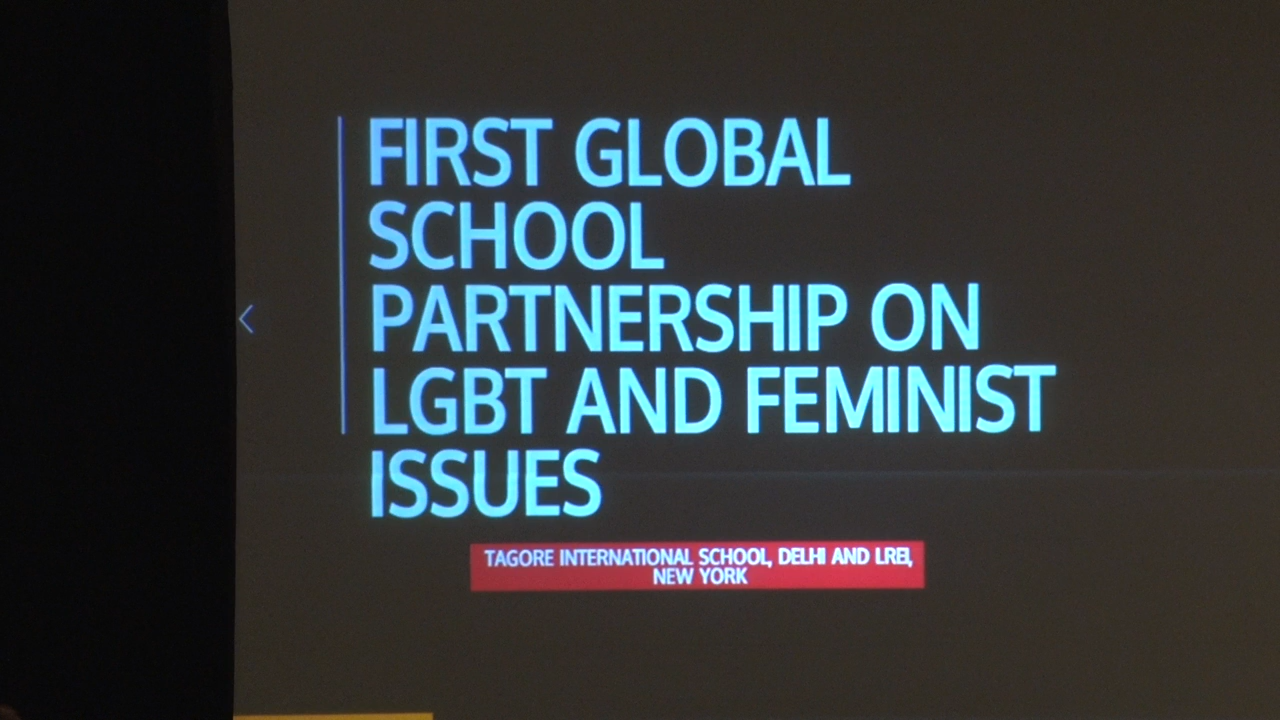 FIRST GLOBAL
SCHOOL
PARTNERSHIP ON
LGBT AND FEMINIST
ISSUES
TAGORE INTERNATIONAL SCHOOL, DELHI AND LREI,
NEW YORK